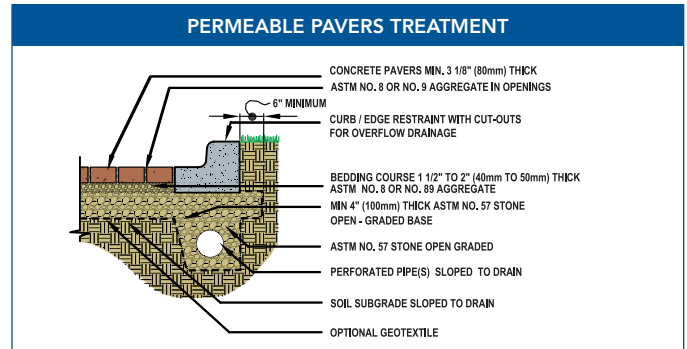 PERMEABLE PAVERS TREATMENT
CONCRETE PAVERS MIN. 3 1/8" (80mm) THICK
ASTM NO. 8 OR NO. 9 AGGREGATE IN OPENINGS
6" MINIMUM
CURB / EDGE RESTRAINT WITH CUT-OUTS
FOR OVERFLOW DRAINAGE
BEDDING COURSE 1 1/2" TO 2" (40mm TO 50mm) THICK
ASTM NO. 8 OR NO. 89 AGGREGATE
MIN 4" (100mm) THICK ASTM NO. 57 STONE
OPEN - GRADED BASE
ASTM NO. 57 STONE OPEN GRADED
PERFORATED PIPE(S) SLOPED TO DRAIN
SOIL SUBGRADE SLOPED TO DRAIN
OPTIONAL GEOTEXTILE